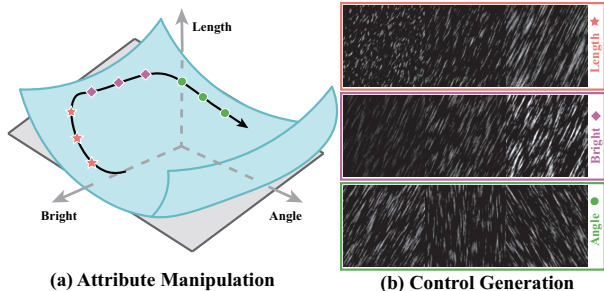 Length
Bright
Angle
(a) Attribute Manipulation
Length
Bright
Angle
(b) Control Generation